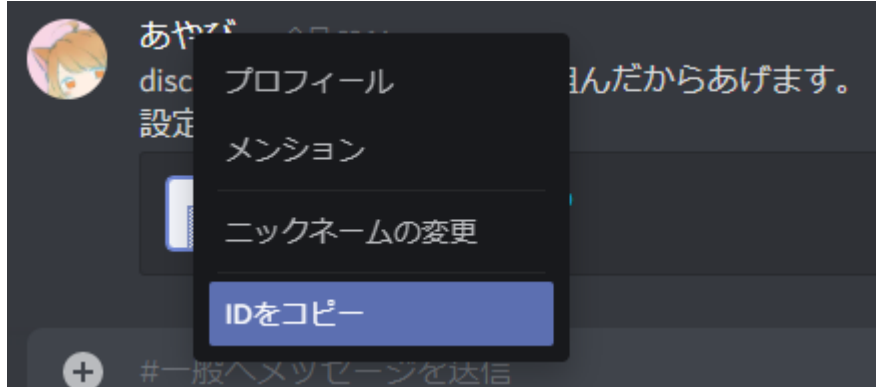 あやび
disc
んだからあげます。
設定
プロフィール
メンション
ニックネームの変更
IDをコピー
#一般へメッセージを送信